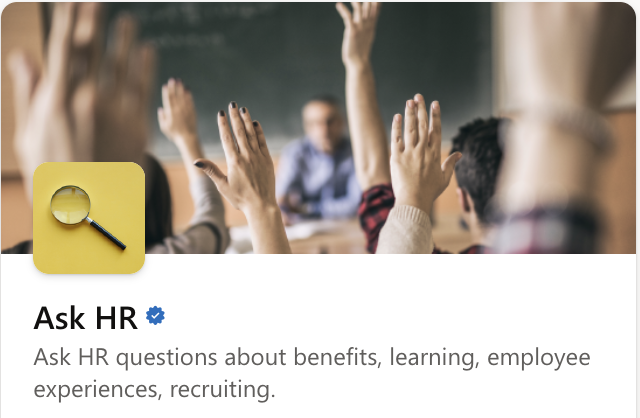 Ask HR
Ask HR questions about benefits, learning, employee
experiences, recruiting.